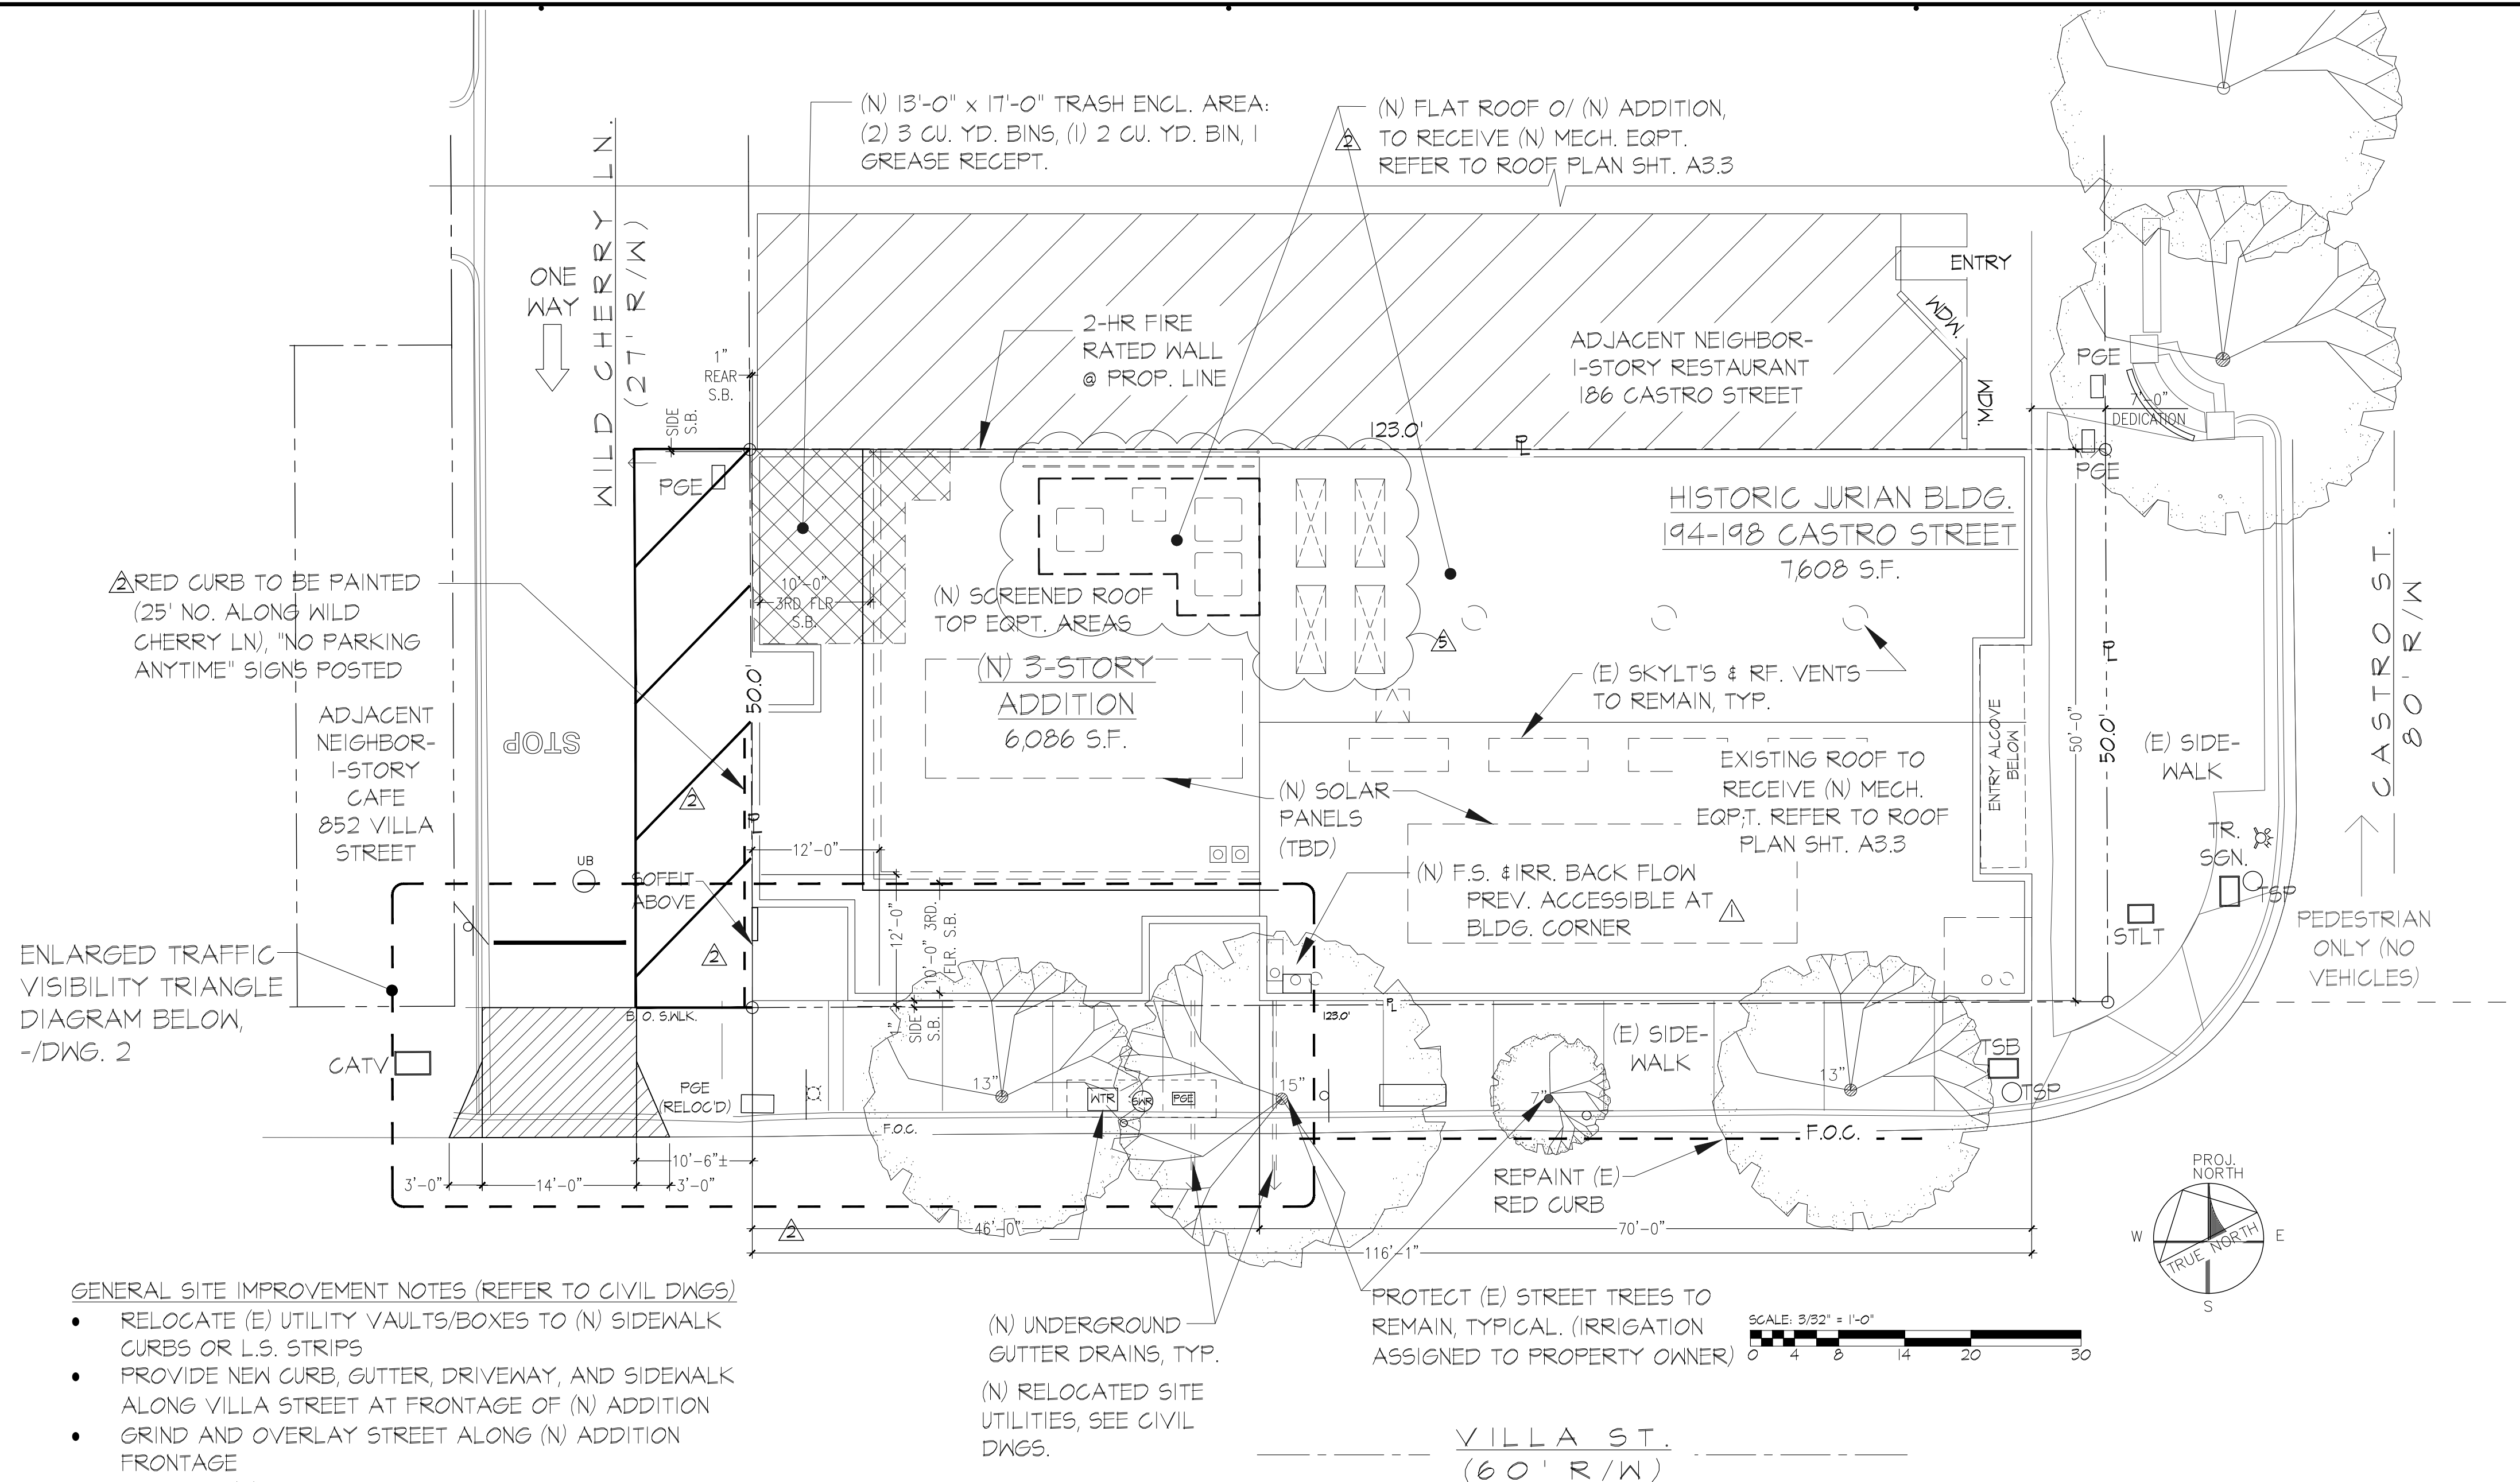 (N) 13'-0" x 17'-0" TRASH ENCL. AREA:
(2) 3 CU. YD. BINS, (1) 2 CU. YD. BIN, 1
GREASE RECEPT.
(N) FLAT ROOF O/ (N) ADDITION,
TO RECEIVE (N) MECH. EQPT.
REFER TO ROOF PLAN SHT. A3.3
2
WILD CHERRY LN.
(27' R/W)
ONE
WAY
1"
REAR
S.B.
SIDE
S.B.
2-HR FIRE
RATED WALL
@ PROP. LINE
ADJACENT NEIGHBOR-
1-STORY RESTAURANT
186 CASTRO STREET
ENTRY
WDW.
WDW.
PGE
7'-0"
DEDICATION
PGE
123.0'
PL
PGE
HISTORIC JURIAN BLDG.
194-198 CASTRO STREET
7,608 S.F.
CASTRO ST.
80' R/W
2
RED CURB TO BE PAINTED
(25' NO. ALONG WILD
CHERRY LN), "NO PARKING
ANYTIME" SIGNS POSTED
10'-0"
3RD. FLR
S.B.
(N) SCREENED ROOF
TOP EQPT. AREAS
5
(N) 3-STORY
ADDITION
6,086 S.F.
50.0'
PL
(E) SKYLT'S & RF. VENTS
TO REMAIN, TYP.
ADJACENT
NEIGHBOR-
1-STORY
CAFE
852 VILLA
STREET
STOP
2
EXISTING ROOF TO
RECEIVE (N) MECH.
EQP;T. REFER TO ROOF
PLAN SHT. A3.3
ENTRY ALCOVE
BELOW
50'-0"
50.0'
PL
(E) SIDE-
WALK
(N) SOLAR
PANELS
(TBD)
12'-0"
UB
SOFFIT
ABOVE
2
12'-0"
10'-0" 3RD.
FLR. S.B.
(N) F.S. & IRR. BACK FLOW
PREV. ACCESSIBLE AT
BLDG. CORNER
1
TR.
SGN.
TSP
STLT
PEDESTRIAN
ONLY (NO
VEHICLES)
ENLARGED TRAFFIC
VISIBILITY TRIANGLE
DIAGRAM BELOW,
-/DWG. 2
B. O. S.WLK.
1"
SIDE
S.B.
123.0'
PL
CATV
PGE
(RELOC'D)
13"
WTR
SWR
PGE
15"
7"
(E) SIDE-
WALK
13"
TSB
TSP
F.O.C.
F.O.C.
10'-6"±
3'-0"
14'-0"
3'-0"
REPAINT (E)
RED CURB
2
46'-0"
70'-0"
116'-1"
PROJ.
NORTH
W
E
TRUE NORTH
S
GENERAL SITE IMPROVEMENT NOTES (REFER TO CIVIL DWGS)
• RELOCATE (E) UTILITY VAULTS/BOXES TO (N) SIDEWALK
CURBS OR L.S. STRIPS
• PROVIDE NEW CURB, GUTTER, DRIVEWAY, AND SIDEWALK
ALONG VILLA STREET AT FRONTAGE OF (N) ADDITION
• GRIND AND OVERLAY STREET ALONG (N) ADDITION
FRONTAGE
(N) UNDERGROUND
GUTTER DRAINS, TYP.
(N) RELOCATED SITE
UTILITIES, SEE CIVIL
DWGS.
PROTECT (E) STREET TREES TO
REMAIN, TYPICAL. (IRRIGATION
ASSIGNED TO PROPERTY OWNER)
SCALE: 3/32" = 1'-0"
0 4 8 14 20 30
VILLA ST.
(60' R/W)